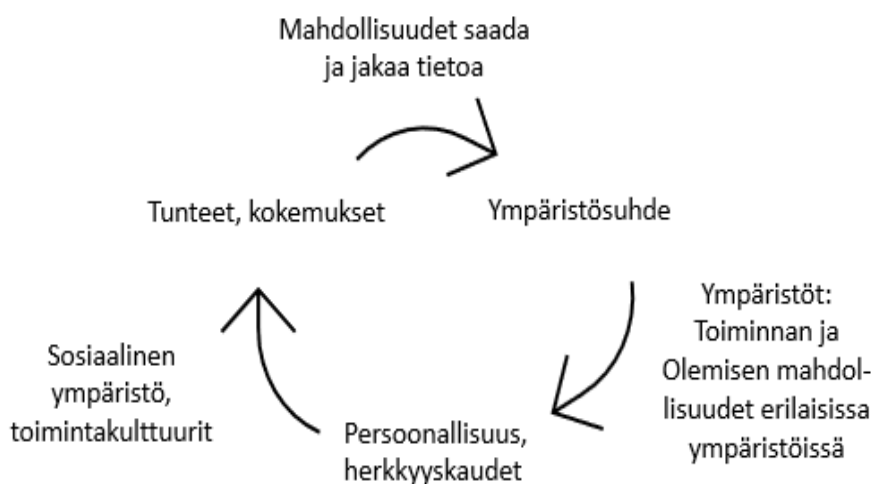 Mahdollisuudet saada
ja jakaa tietoa
Tunteet, kokemukset
Ympäristösuhde
Ympäristöt:
Toiminnan ja
Olemisen mahdol-
lisuudet erilaisissa
ympäristöissä
Sosiaalinen
ympäristö,
toimintakulttuurit
Persoonallisuus,
herkkyyskaudet